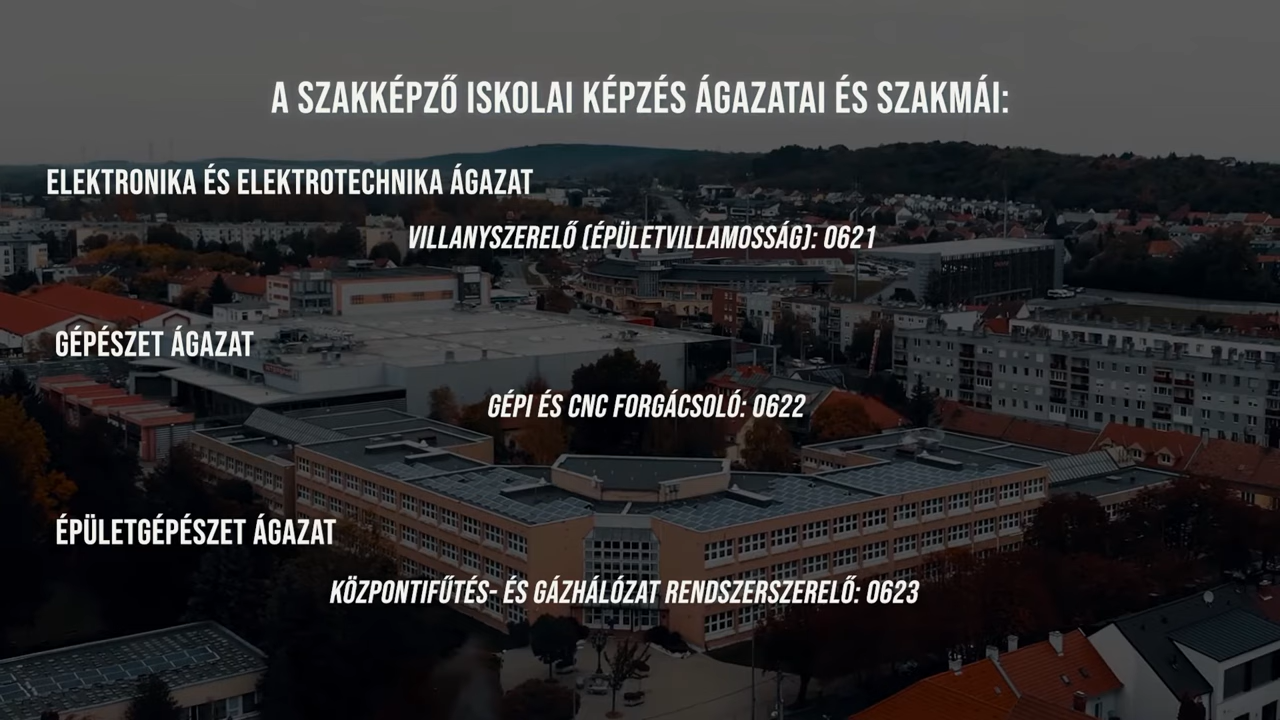 A SZAKKÉPZŐ ISKOLAI KÉPZÉS ÁGAZATAI ÉS SZAKMÁI:
ELEKTRONIKA ÉS ELEKTROTECHNIKA ÁGAZAT
VILLANYSZERELŐ (ÉPÜLETVILLAMOSSÁG): 0621
GÉPÉSZET ÁGAZAT
GÉPI ÉS CNC FORGÁCSOLÓ: 0622
ÉPÜLETGÉPÉSZET ÁGAZAT
KÖZPONTIFŰTÉS- ÉS GÁZHÁLÓZAT RENDSZERSZERELŐ: 0623